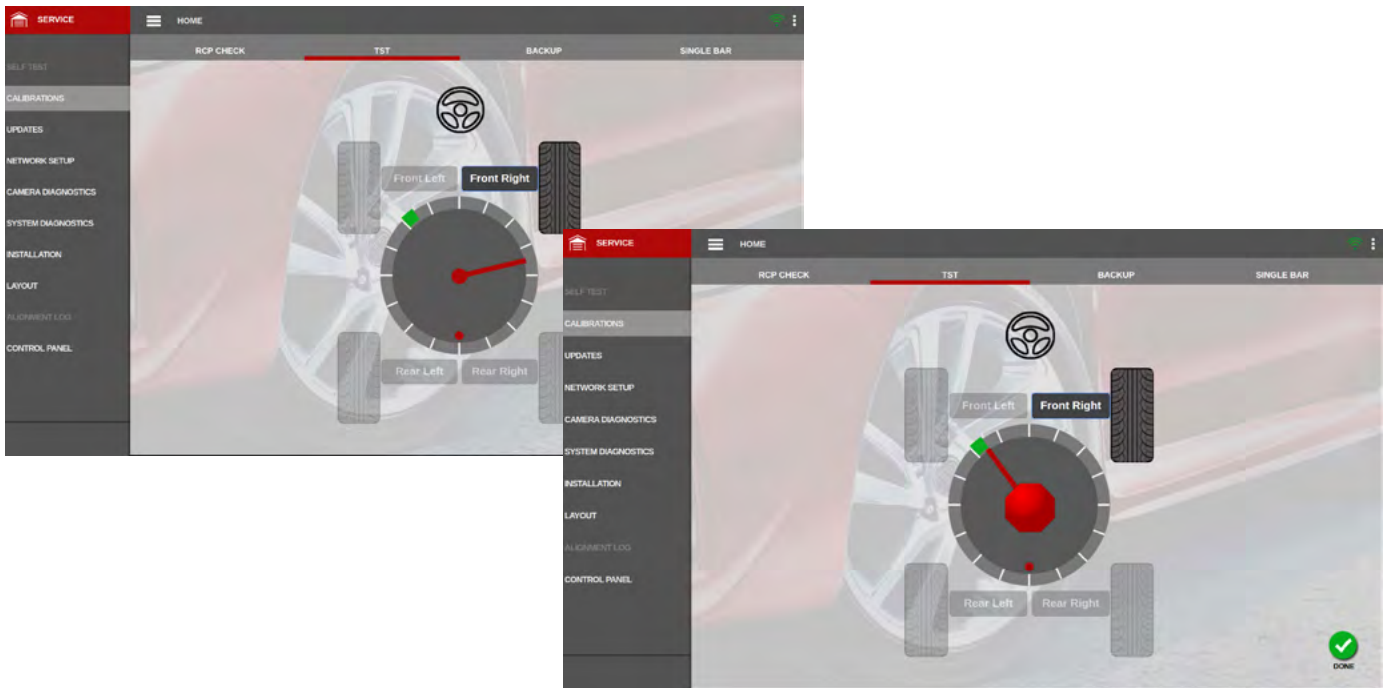 SERVICE
HOME
RCP CHECK
TST
BACKUP
SINGLE BAR
SELF TEST
CALIBRATIONS
UPDATES
NETWORK SETUP
CAMERA DIAGNOSTICS
SYSTEM DIAGNOSTICS
INSTALLATION
LAYOUT
ALIGNMENT LOG
CONTROL PANEL
Front Left
Front Right
Rear Left
Rear Right
SERVICE
HOME
RCP CHECK
TST
BACKUP
SINGLE BAR
SELF TEST
CALIBRATIONS
UPDATES
NETWORK SETUP
CAMERA DIAGNOSTICS
SYSTEM DIAGNOSTICS
INSTALLATION
LAYOUT
ALIGNMENT LOG
CONTROL PANEL
Front Left
Front Right
Rear Left
Rear Right
DONE